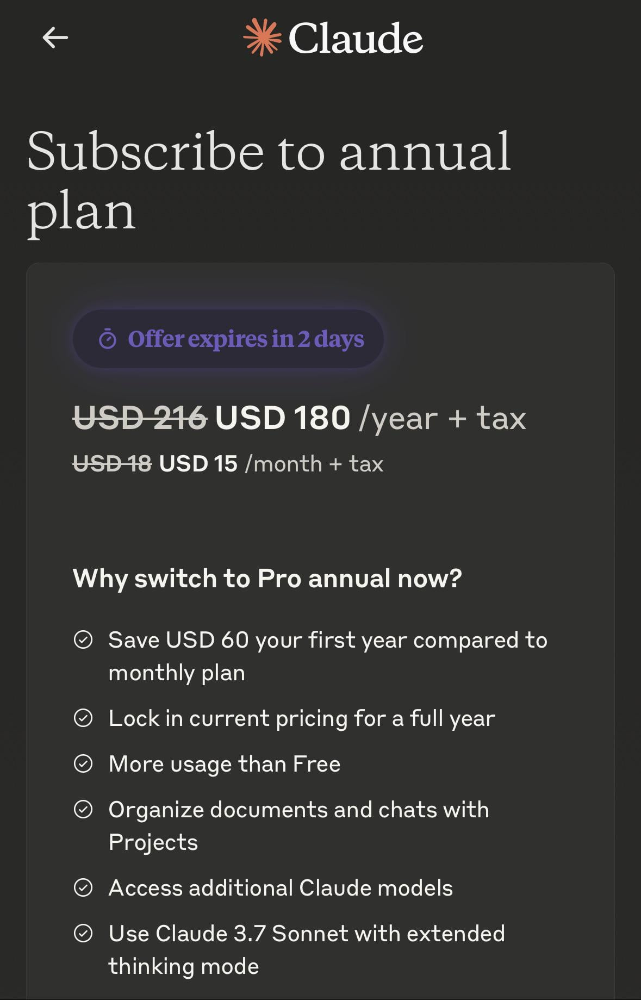 Claude
Subscribe to annual
plan
Offer expires in 2 days
USD 216 USD 180 /year + tax
USD 18 USD 15 /month + tax
Why switch to Pro annual now?
Save USD 60 your first year compared to
monthly plan
Lock in current pricing for a full year
More usage than Free
Organize documents and chats with
Projects
Access additional Claude models
Use Claude 3.7 Sonnet with extended
thinking mode